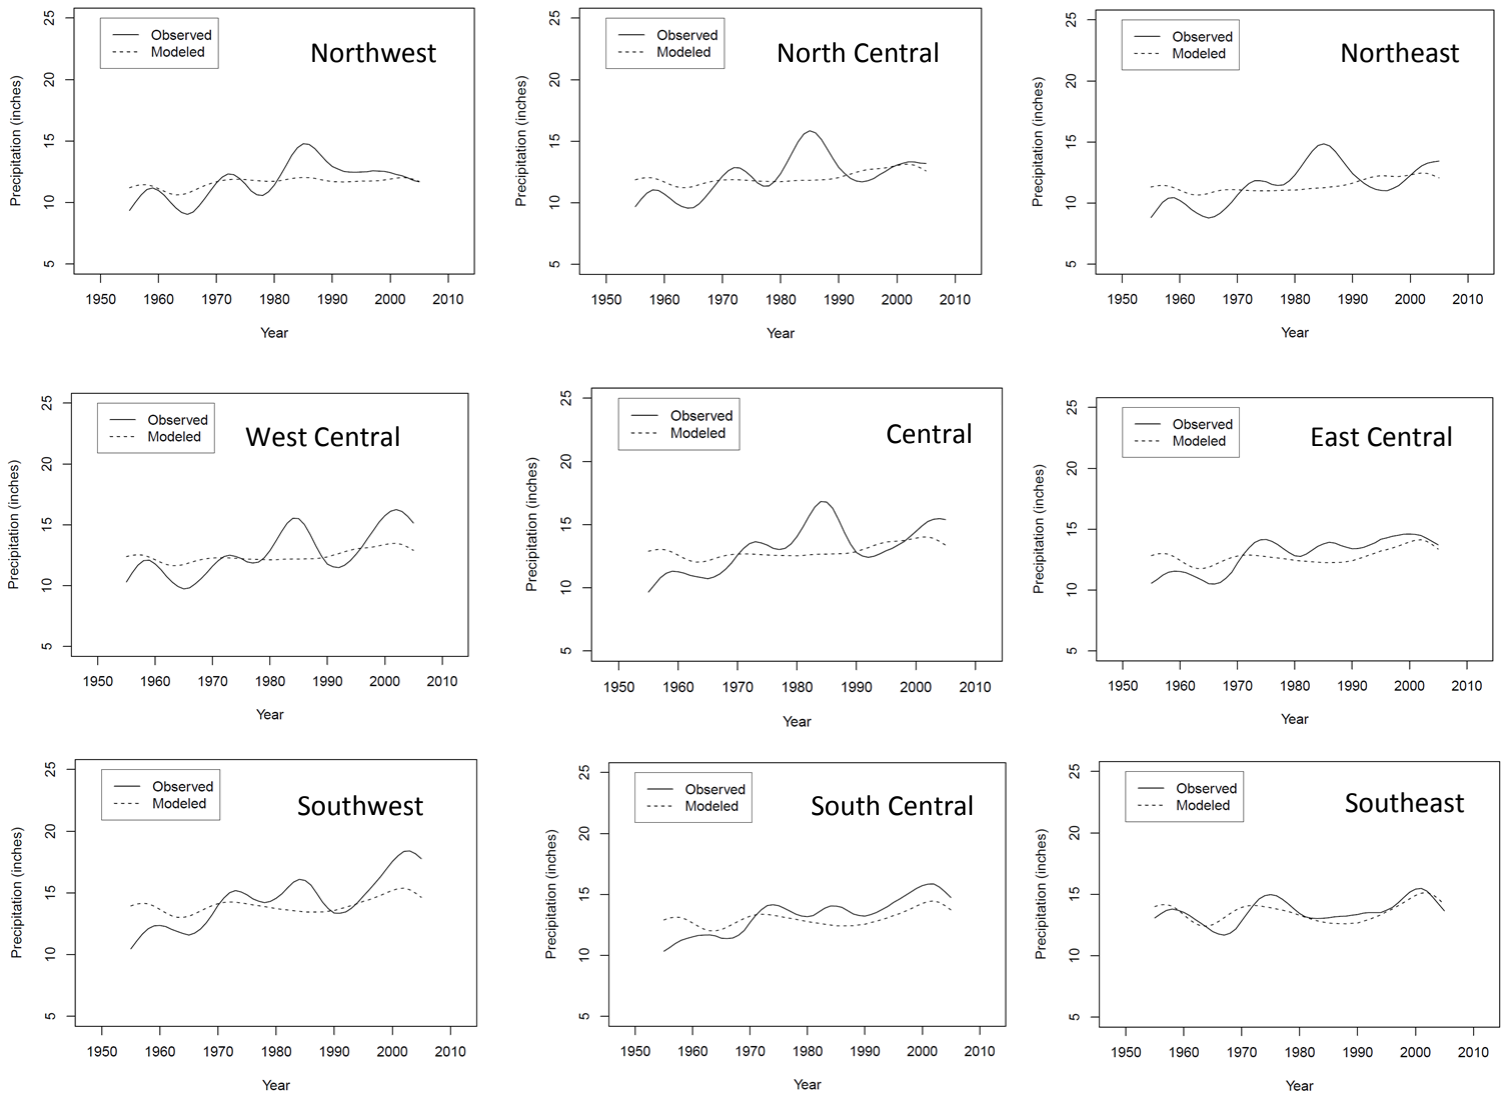 Observed
Modeled
Northwest
Precipitation (inches)
25
20
15
10
5
1950 1960 1970 1980 1990 2000 2010
Year
Observed
Modeled
North Central
Precipitation (inches)
25
20
15
10
5
1950 1960 1970 1980 1990 2000 2010
Year
Observed
Modeled
Northeast
Precipitation (inches)
25
20
15
10
5
1950 1960 1970 1980 1990 2000 2010
Year
Observed
Modeled
West Central
Precipitation (inches)
25
20
15
10
5
1950 1960 1970 1980 1990 2000 2010
Year
Observed
Modeled
Central
Precipitation (inches)
25
20
15
10
5
1950 1960 1970 1980 1990 2000 2010
Year
Observed
Modeled
East Central
Precipitation (inches)
25
20
15
10
5
1950 1960 1970 1980 1990 2000 2010
Year
Observed
Modeled
Southwest
Precipitation (inches)
25
20
15
10
5
1950 1960 1970 1980 1990 2000 2010
Year
Observed
Modeled
South Central
Precipitation (inches)
25
20
15
10
5
1950 1960 1970 1980 1990 2000 2010
Year
Observed
Modeled
Southeast
Precipitation (inches)
25
20
15
10
5
1950 1960 1970 1980 1990 2000 2010
Year